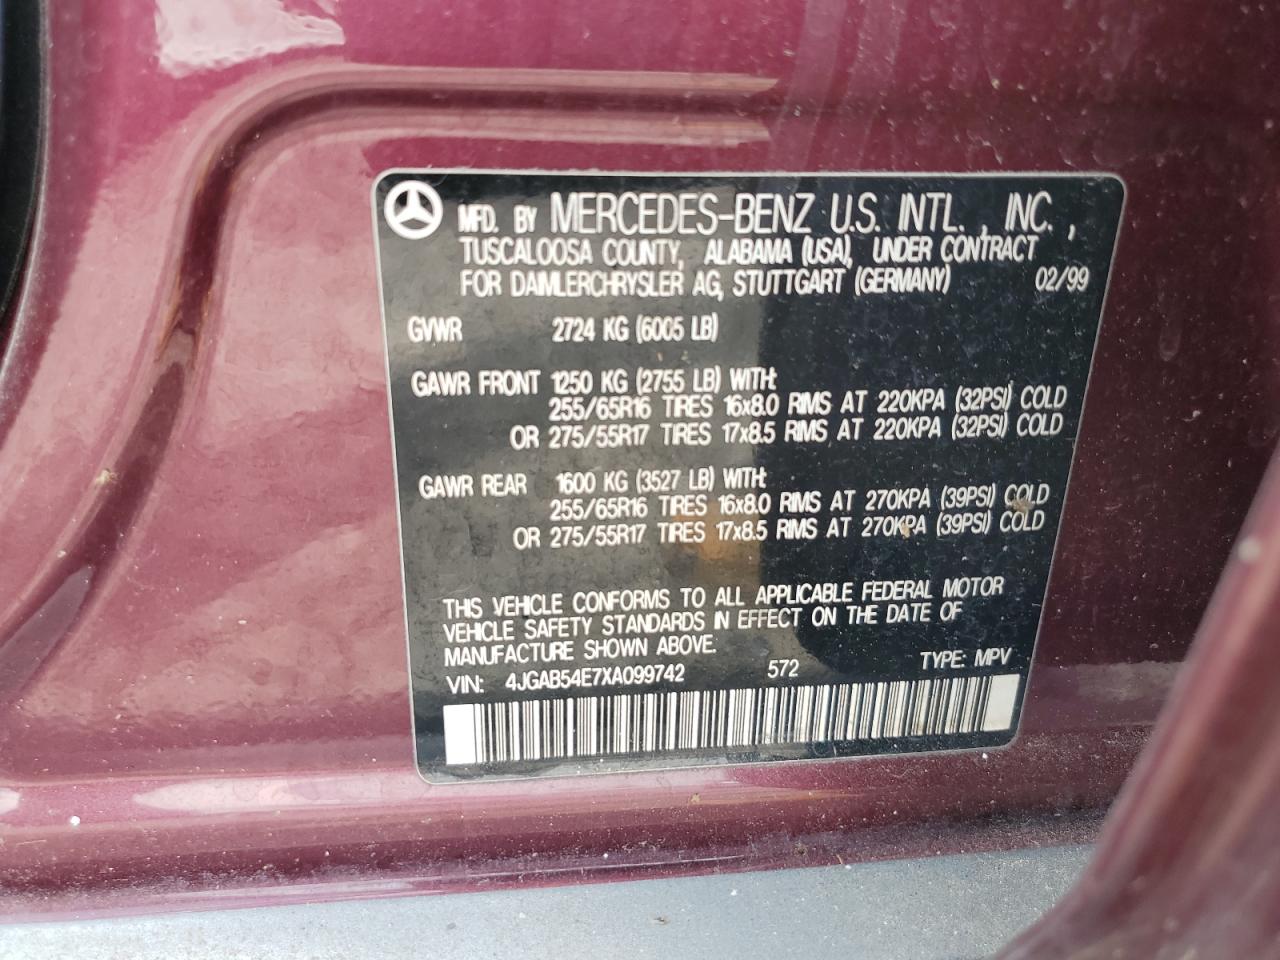 MFD. BY MERCEDES-BENZ U.S. INTL., INC.,
TUSCALOOSA COUNTY, ALABAMA (USA), UNDER CONTRACT
FOR DAIMLERCHRYSLER AG, STUTTGART (GERMANY) 02/99
GVWR 2724 KG (6005 LB)
GAWR FRONT 1250 KG (2755 LB) WITH:
255/65R16 TIRES 16x8.0 RIMS AT 220KPA (32PSI) COLD
OR 275/55R17 TIRES 17x8.5 RIMS AT 220KPA (32PSI) COLD
GAWR REAR 1600 KG (3527 LB) WITH:
255/65R16 TIRES 16x8.0 RIMS AT 270KPA (39PSI) COLD
OR 275/55R17 TIRES 17x8.5 RIMS AT 270KPA (39PSI) COLD
THIS VEHICLE CONFORMS TO ALL APPLICABLE FEDERAL MOTOR
VEHICLE SAFETY STANDARDS IN EFFECT ON THE DATE OF
MANUFACTURE SHOWN ABOVE.
VIN: 4JGAB54E7XA099742 572 TYPE: MPV